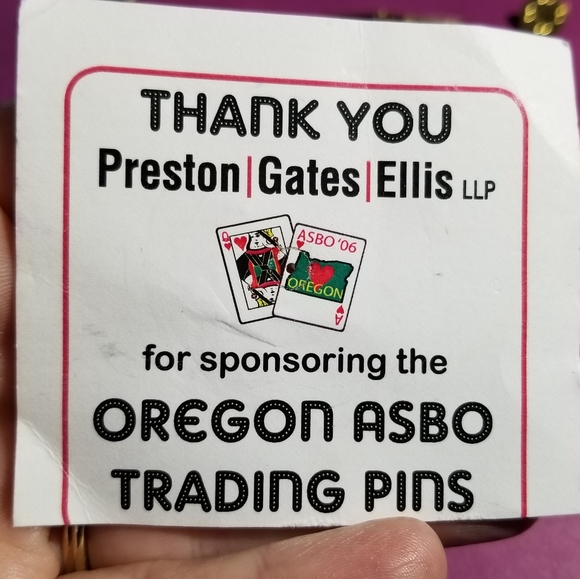 THANK YOU
Preston|Gates|Ellis LLP
Q
ASBO '06
OREGON
A
for sponsoring the
OREGON ASBO
TRADING PINS